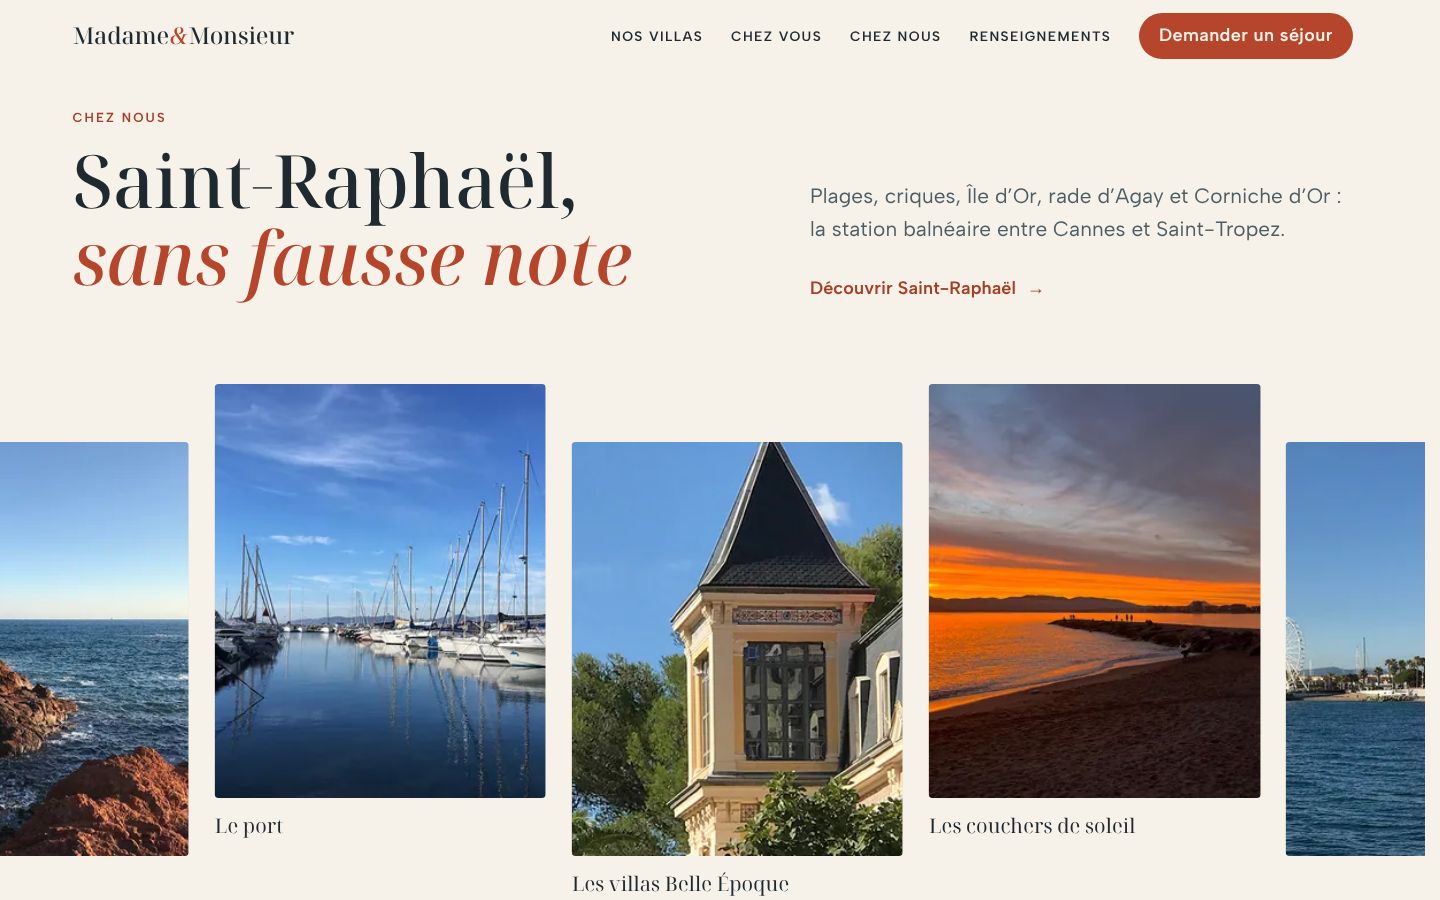 Madame&Monsieur
NOS VILLAS
CHEZ VOUS
CHEZ NOUS
RENSEIGNEMENTS
Demander un séjour
CHEZ NOUS
Saint-Raphaël,
sans fausse note
Plages, criques, Île d’Or, rade d’Agay et Corniche d’Or :
la station balnéaire entre Cannes et Saint-Tropez.
Découvrir Saint-Raphaël →
Le port
Les couchers de soleil
Les villas Belle Époque